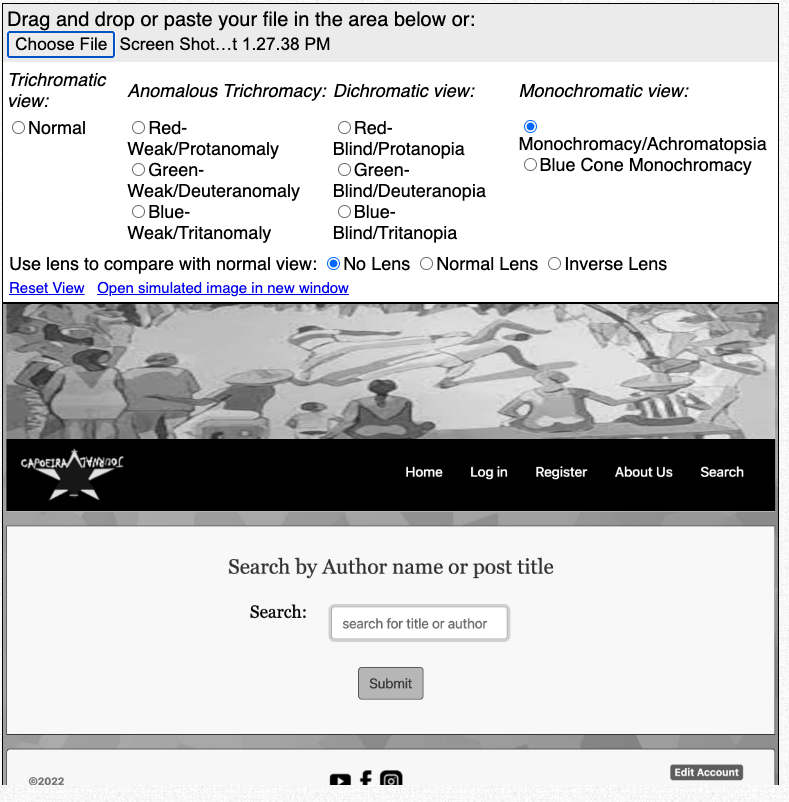 Drag and drop or paste your file in the area below or:
Choose File Screen Shot...t 1.27.38 PM
Trichromatic view:
Normal
Anomalous Trichromacy:
Red-
Weak/Protanomaly
Green-
Weak/Deuteranomaly
Blue-
Weak/Tritanomaly
Dichromatic view:
Red-
Blind/Protanopia
Green-
Blind/Deuteranopia
Blue-
Blind/Tritanopia
Monochromatic view:
Monochromacy/Achromatopsia
Blue Cone Monochromacy
Use lens to compare with normal view: No Lens Normal Lens Inverse Lens
Reset View Open simulated image in new window
CAPOEIRA JOURNAL
Home Log in Register About Us Search
Search by Author name or post title
Search: search for title or author
Submit
©2022 Edit Account